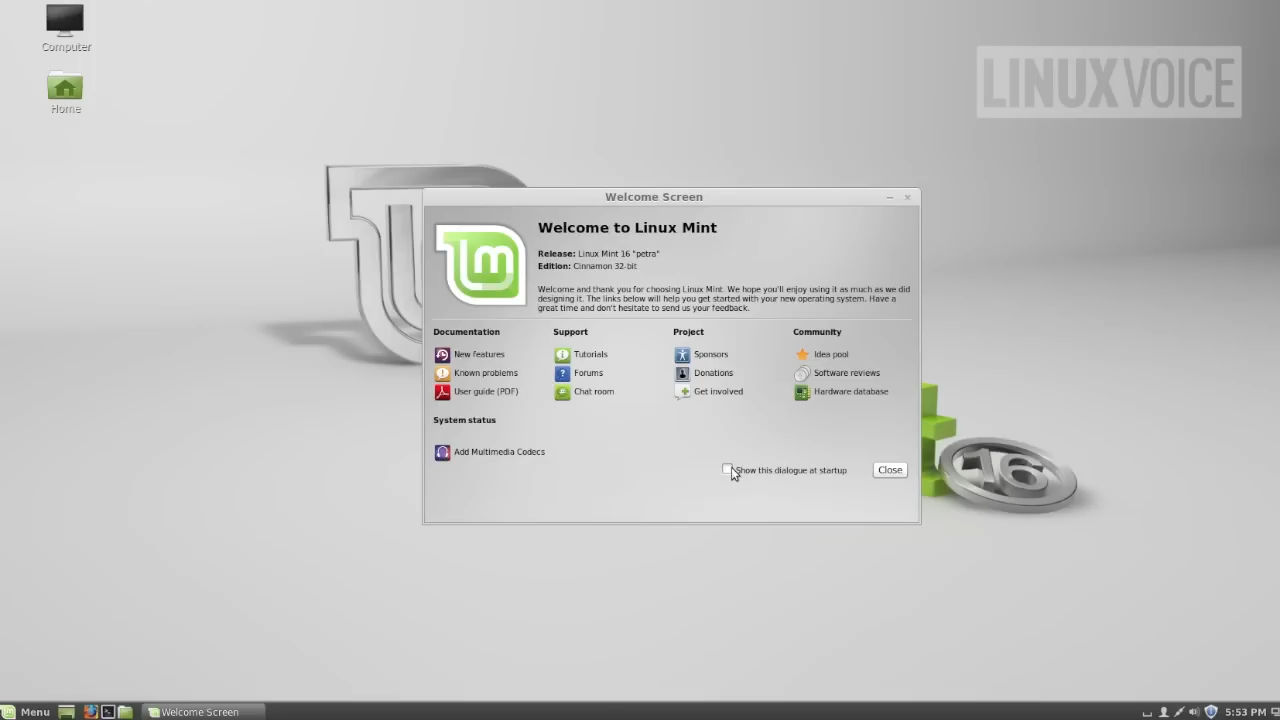 Computer
Home
LINUXVOICE
Welcome Screen
Welcome to Linux Mint
Release: Linux Mint 16 "petra"
Edition: Cinnamon 32-bit
Welcome and thank you for choosing Linux Mint. We hope you'll enjoy using it as much as we did
designing it. The links below will help you get started with your new operating system. Have a
great time and don't hesitate to send us your feedback.
Documentation
New features
Known problems
User guide (PDF)
Support
Tutorials
Forums
Chat room
Project
Sponsors
Donations
Get involved
Community
Idea pool
Software reviews
Hardware database
System status
Add Multimedia Codecs
Show this dialogue at startup
Close
16
Menu
Welcome Screen
5:53 PM